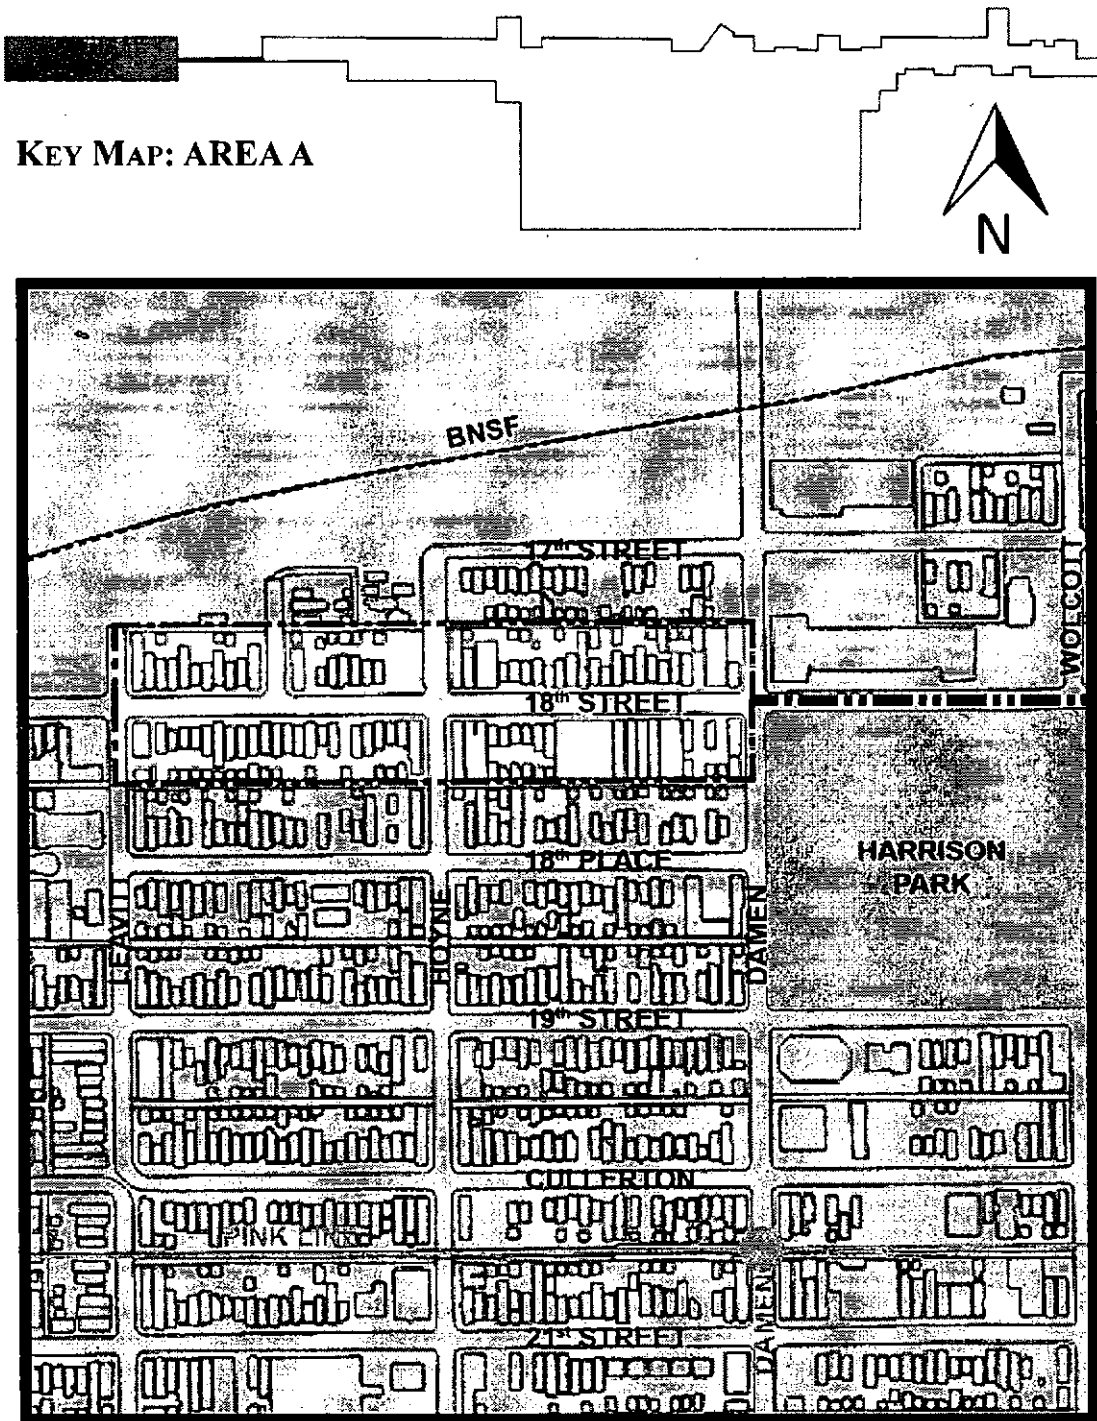 KEY MAP: AREA A
N
BNSF
17th STREET
WOLCOTT
18th STREET
HARRISON
PARK
18th PLACE
LEAVITT
HOYNE
DAMEN
19th STREET
CULLERTON
PINK LINE
DAMEN
21st STREET